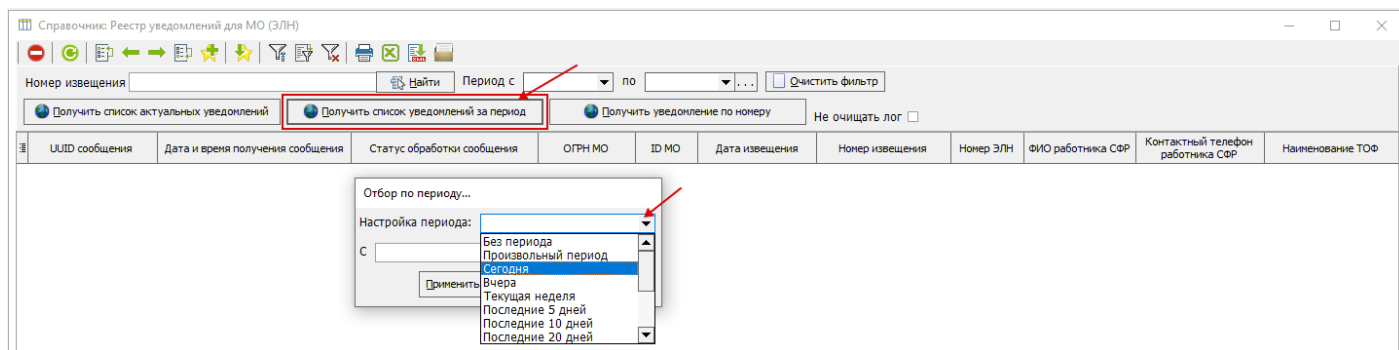 Справочник: Реестр уведомлений для МО (ЭЛН)
Номер извещения Найти Период с по ... Очистить фильтр
Получить список актуальных уведомлений Получить список уведомлений за период Получить уведомление по номеру Не очищать лог
UUID сообщения Дата и время получения сообщения Статус обработки сообщения ОГРН МО ID МО Дата извещения Номер извещения Номер ЭЛН ФИО работника СФР Контактный телефон работника СФР Наименование ТОФ
Отбор по периоду...
Настройка периода:
С
Применить
Без периода
Произвольный период
Сегодня
Вчера
Текущая неделя
Последние 5 дней
Последние 10 дней
Последние 20 дней